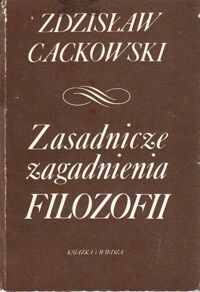 ZDZISŁAW
CACKOWSKI
Zasadnicze
zagadnienia
FILOZOFII
KSIĄŻKA i WIEDZA